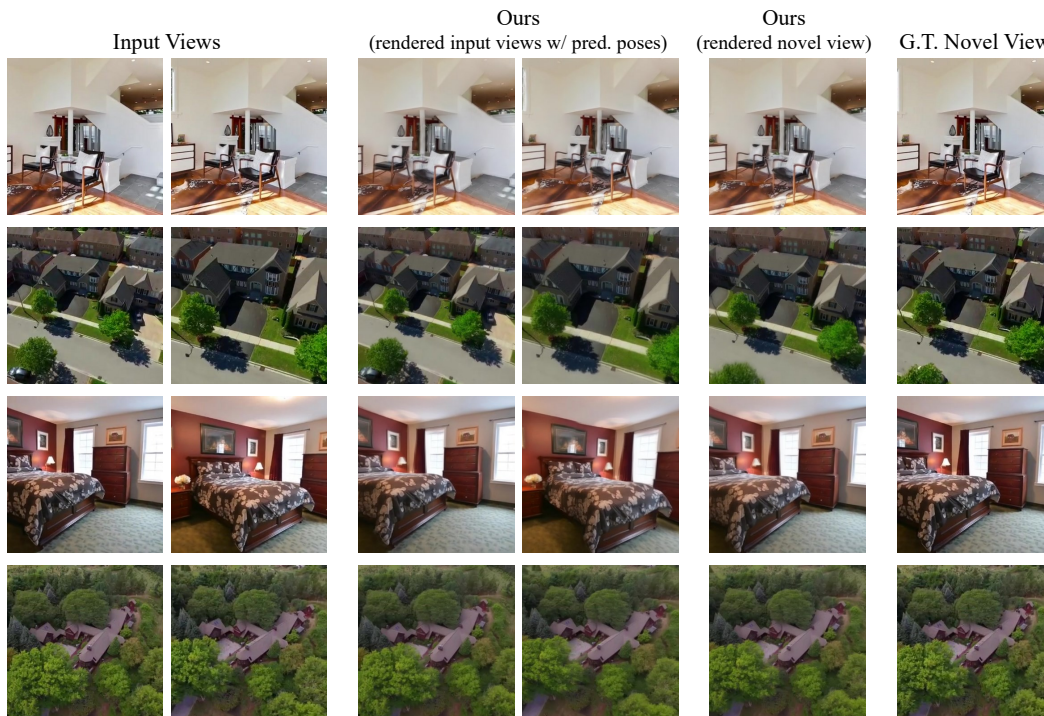 Input Views
Ours
(rendered input views w/ pred. poses)
Ours
(rendered novel view)
G.T. Novel View